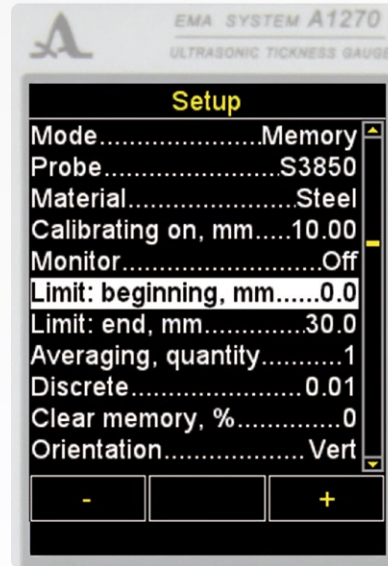 EMA SYSTEM A1270
ULTRASONIC TICKNESS GAUGE
Setup
Mode......................Memory
Probe........................S3850
Material.......................Steel
Calibrating on, mm.....10.00
Monitor...........................Off
Limit: beginning, mm......0.0
Limit: end, mm..............30.0
Averaging, quantity...........1
Discrete........................0.01
Clear memory, %..............0
Orientation.................... Vert
- +